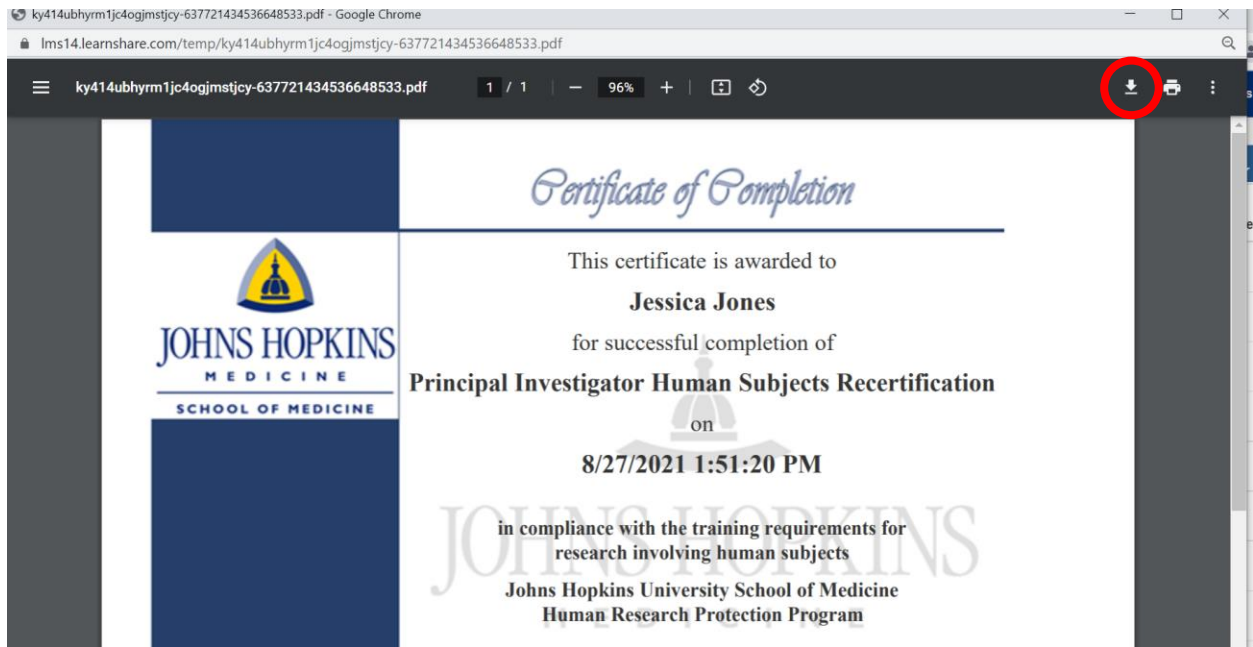 ky414ubhyrm1jc4ogjmstjcy-637721434536648533.pdf - Google Chrome
lms14.learnshare.com/temp/ky414ubhyrm1jc4ogjmstjcy-637721434536648533.pdf
ky414ubhyrm1jc4ogjmstjcy-637721434536648533.pdf 1 / 1 96%
Certificate of Completion
This certificate is awarded to
Jessica Jones
for successful completion of
Principal Investigator Human Subjects Recertification
on
8/27/2021 1:51:20 PM
in compliance with the training requirements for
research involving human subjects
Johns Hopkins University School of Medicine
Human Research Protection Program
JOHNS HOPKINS
MEDICINE
SCHOOL OF MEDICINE
JOHNS HOPKINS
MEDICINE